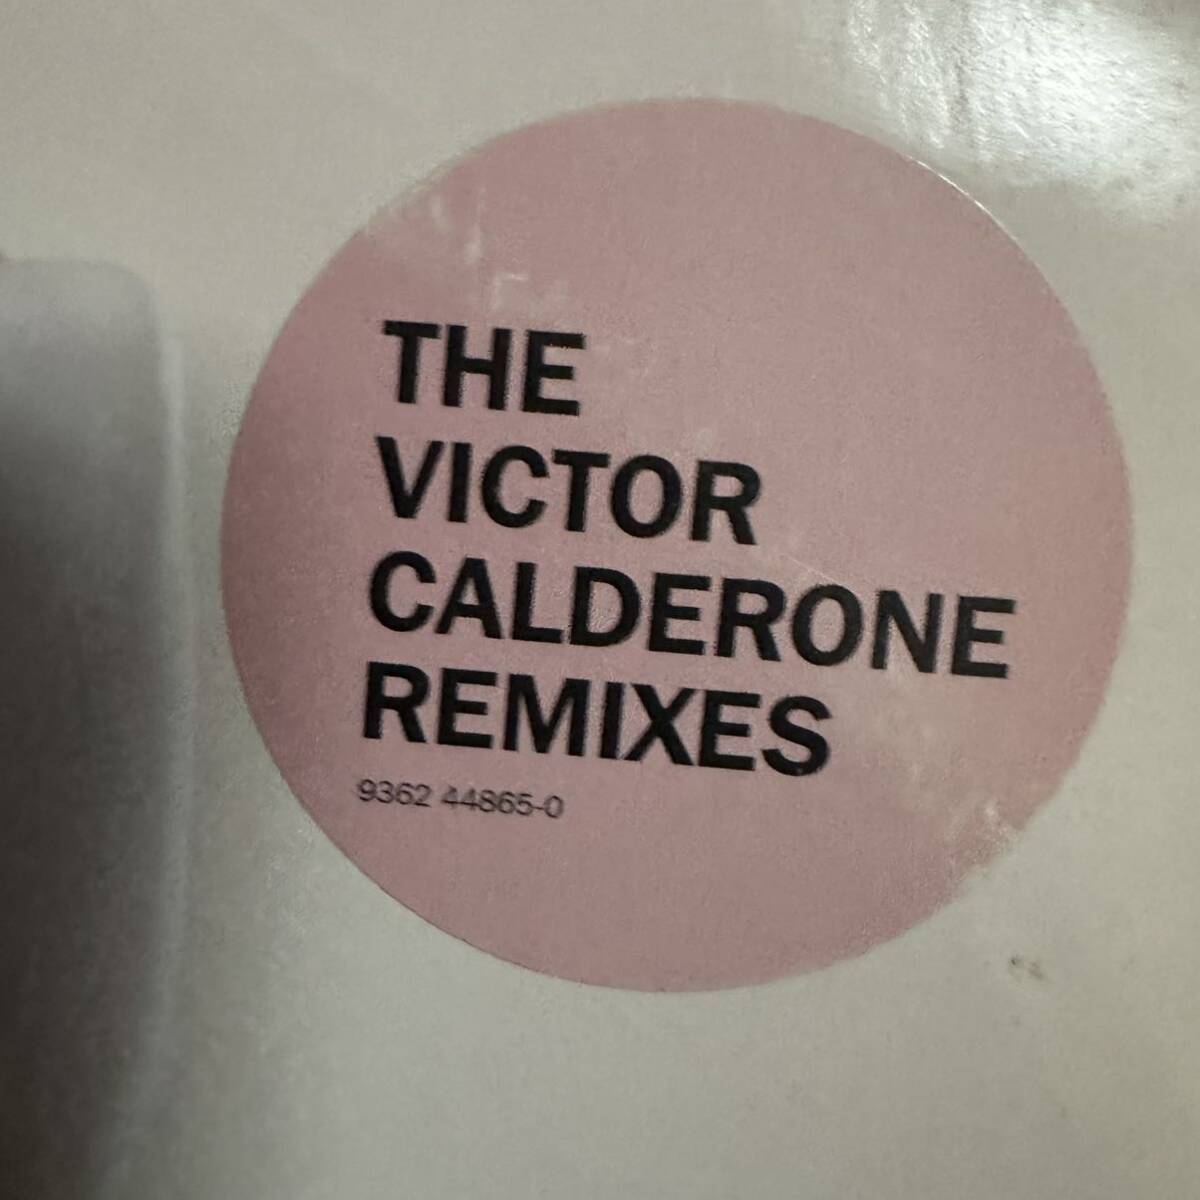 THE
VICTOR
CALDERONE
REMIXES
9362 44865-0